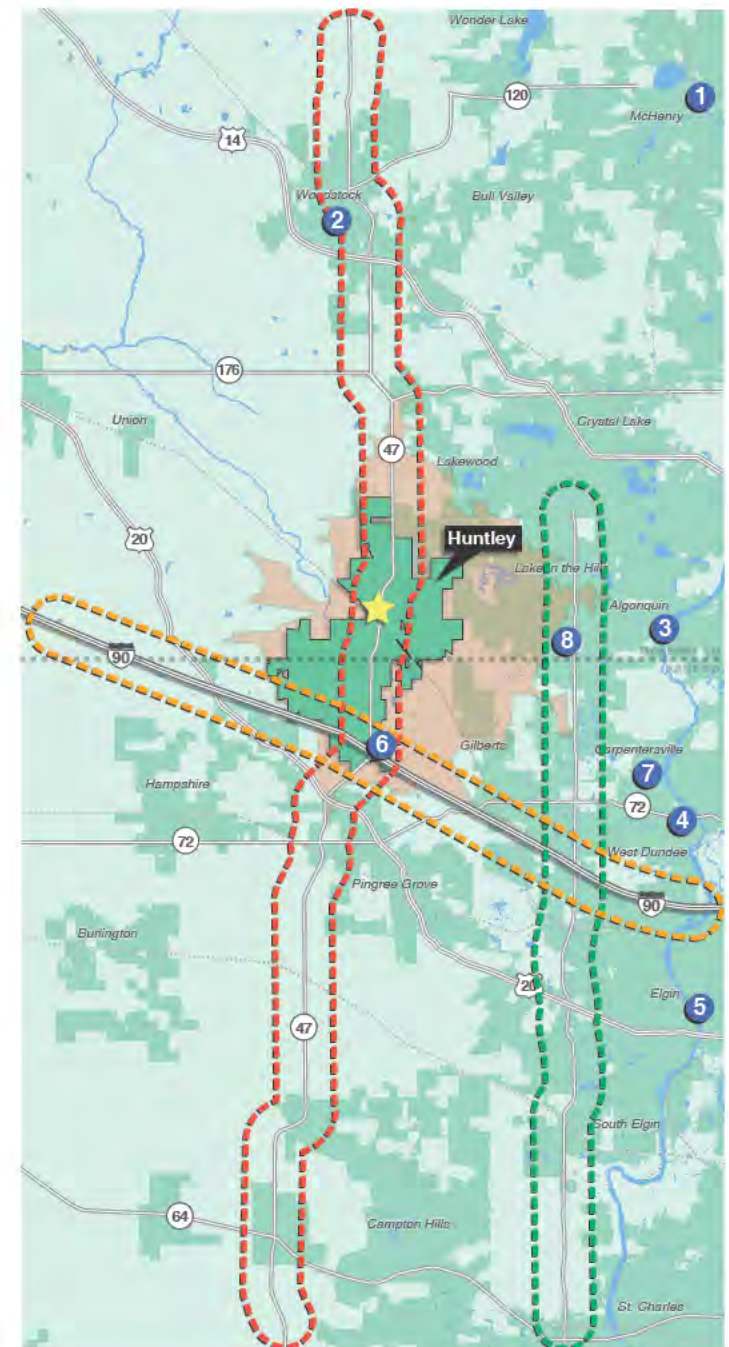 Wonder Lake
120
1
McHenry
14
Woodstock
Bull Valley
2
176
Union
Crystal Lake
47
Lakewood
20
Huntley
Lake in the Hills
Algonquin
3
8
90
6
Gilberts
Carpentersville
7
Hampshire
72
4
72
West Dundee
Pingree Grove
90
Burlington
20
Elgin
5
47
South Elgin
64
Campton Hills
St. Charles